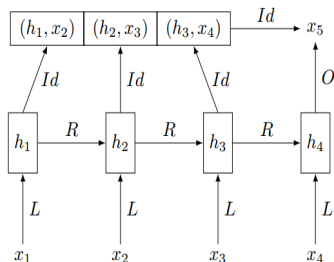 (h₁, x₂) (h₂, x₃) (h₃, x₄) Id x₅
Id Id Id O
h₁ R h₂ R h₃ R h₄
L L L L
x₁ x₂ x₃ x₄